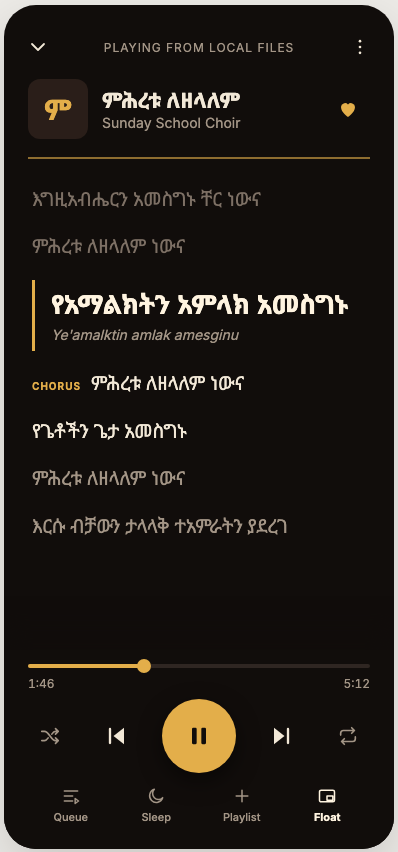 PLAYING FROM LOCAL FILES
ም
ምሕረቱ ለዘላለም
Sunday School Choir
እግዚአብሔርን አመስግኑ ቸር ነውና
ምሕረቱ ለዘላለም ነውና
የአማልክትን አምላክ አመስግኑ
Ye'amalktin amlak amesginu
CHORUS ምሕረቱ ለዘላለም ነውና
የጌቶችን ጌታ አመስግኑ
ምሕረቱ ለዘላለም ነውና
እርሱ ብቻውን ታላላቅ ተአምራትን ያደረገ
1:46 5:12
Queue Sleep Playlist Float